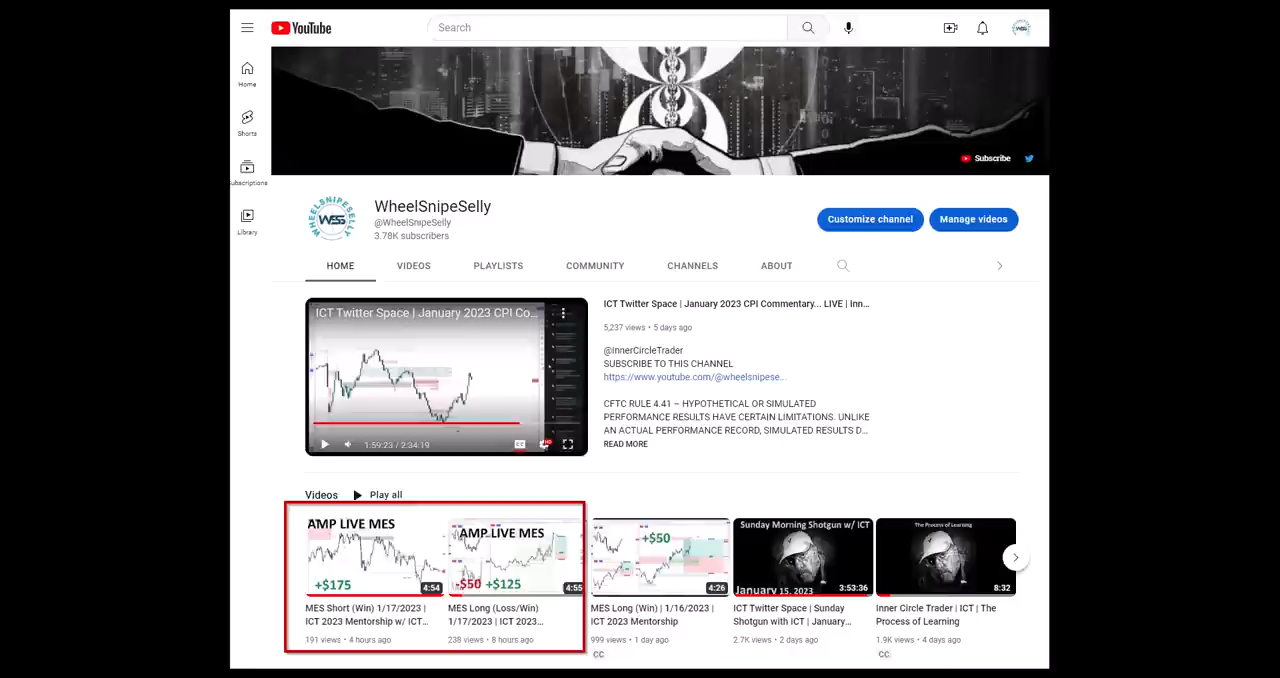 YouTube
Search
WSS
Home
Shorts
Subscriptions
Library
Subscribe
WHEELSNIPESELLY
WSS
WheelSnipeSelly
@WheelSnipeSelly
3.78K subscribers
Customize channel
Manage videos
HOME
VIDEOS
PLAYLISTS
COMMUNITY
CHANNELS
ABOUT
ICT Twitter Space | January 2023 CPI Co...
1:59:23 / 2:34:19
CC
HD
ICT Twitter Space | January 2023 CPI Commentary... LIVE | Inn...
5,237 views • 5 days ago
@InnerCircleTrader
SUBSCRIBE TO THIS CHANNEL
https://www.youtube.com/@wheelsnipese...
CFTC RULE 4.41 – HYPOTHETICAL OR SIMULATED
PERFORMANCE RESULTS HAVE CERTAIN LIMITATIONS. UNLIKE
AN ACTUAL PERFORMANCE RECORD, SIMULATED RESULTS D...
READ MORE
Videos
Play all
AMP LIVE MES
+$175
4:54
MES Short (Win) 1/17/2023 |
ICT 2023 Mentorship w/ ICT...
191 views • 4 hours ago
AMP LIVE MES
-$50 +$125
4:55
MES Long (Loss/Win)
1/17/2023 | ICT 2023...
238 views • 8 hours ago
+$50
4:26
MES Long (Win) | 1/16/2023 |
ICT 2023 Mentorship
999 views • 1 day ago
CC
Sunday Morning Shotgun w/ ICT
January 15, 2023
3:53:36
ICT Twitter Space | Sunday
Shotgun with ICT | January...
2.7K views • 2 days ago
The Process of Learning
8:32
Inner Circle Trader | ICT | The
Process of Learning
1.9K views • 4 days ago
CC